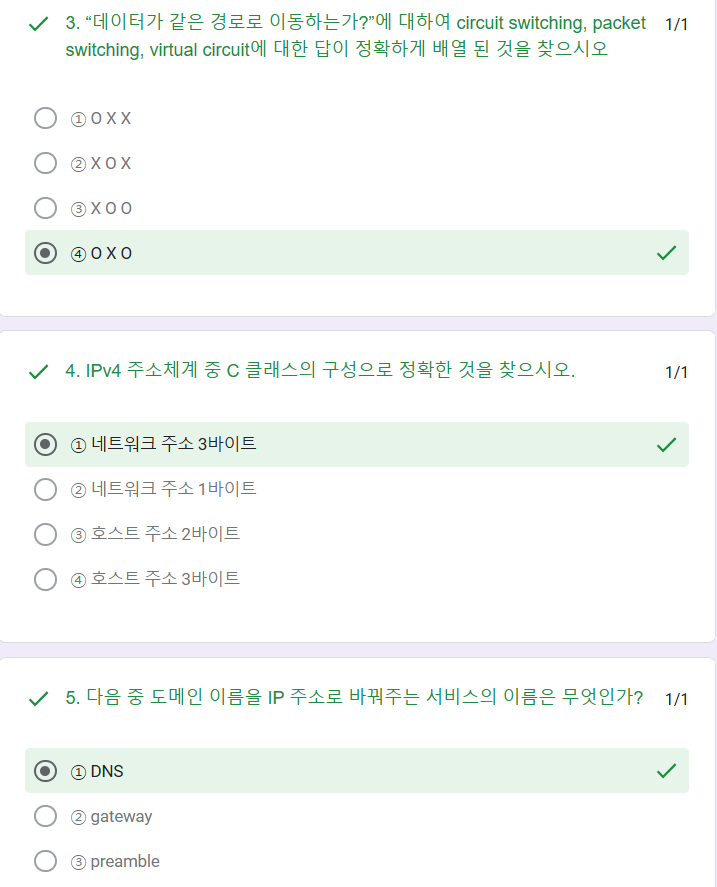 3. “데이터가 같은 경로로 이동하는가?”에 대하여 circuit switching, packet 1/1
switching, virtual circuit에 대한 답이 정확하게 배열 된 것을 찾으시오
① O X X
② X O X
③ X O O
④ O X O
4. IPv4 주소체계 중 C 클래스의 구성으로 정확한 것을 찾으시오. 1/1
① 네트워크 주소 3바이트
② 네트워크 주소 1바이트
③ 호스트 주소 2바이트
④ 호스트 주소 3바이트
5. 다음 중 도메인 이름을 IP 주소로 바꿔주는 서비스의 이름은 무엇인가? 1/1
① DNS
② gateway
③ preamble